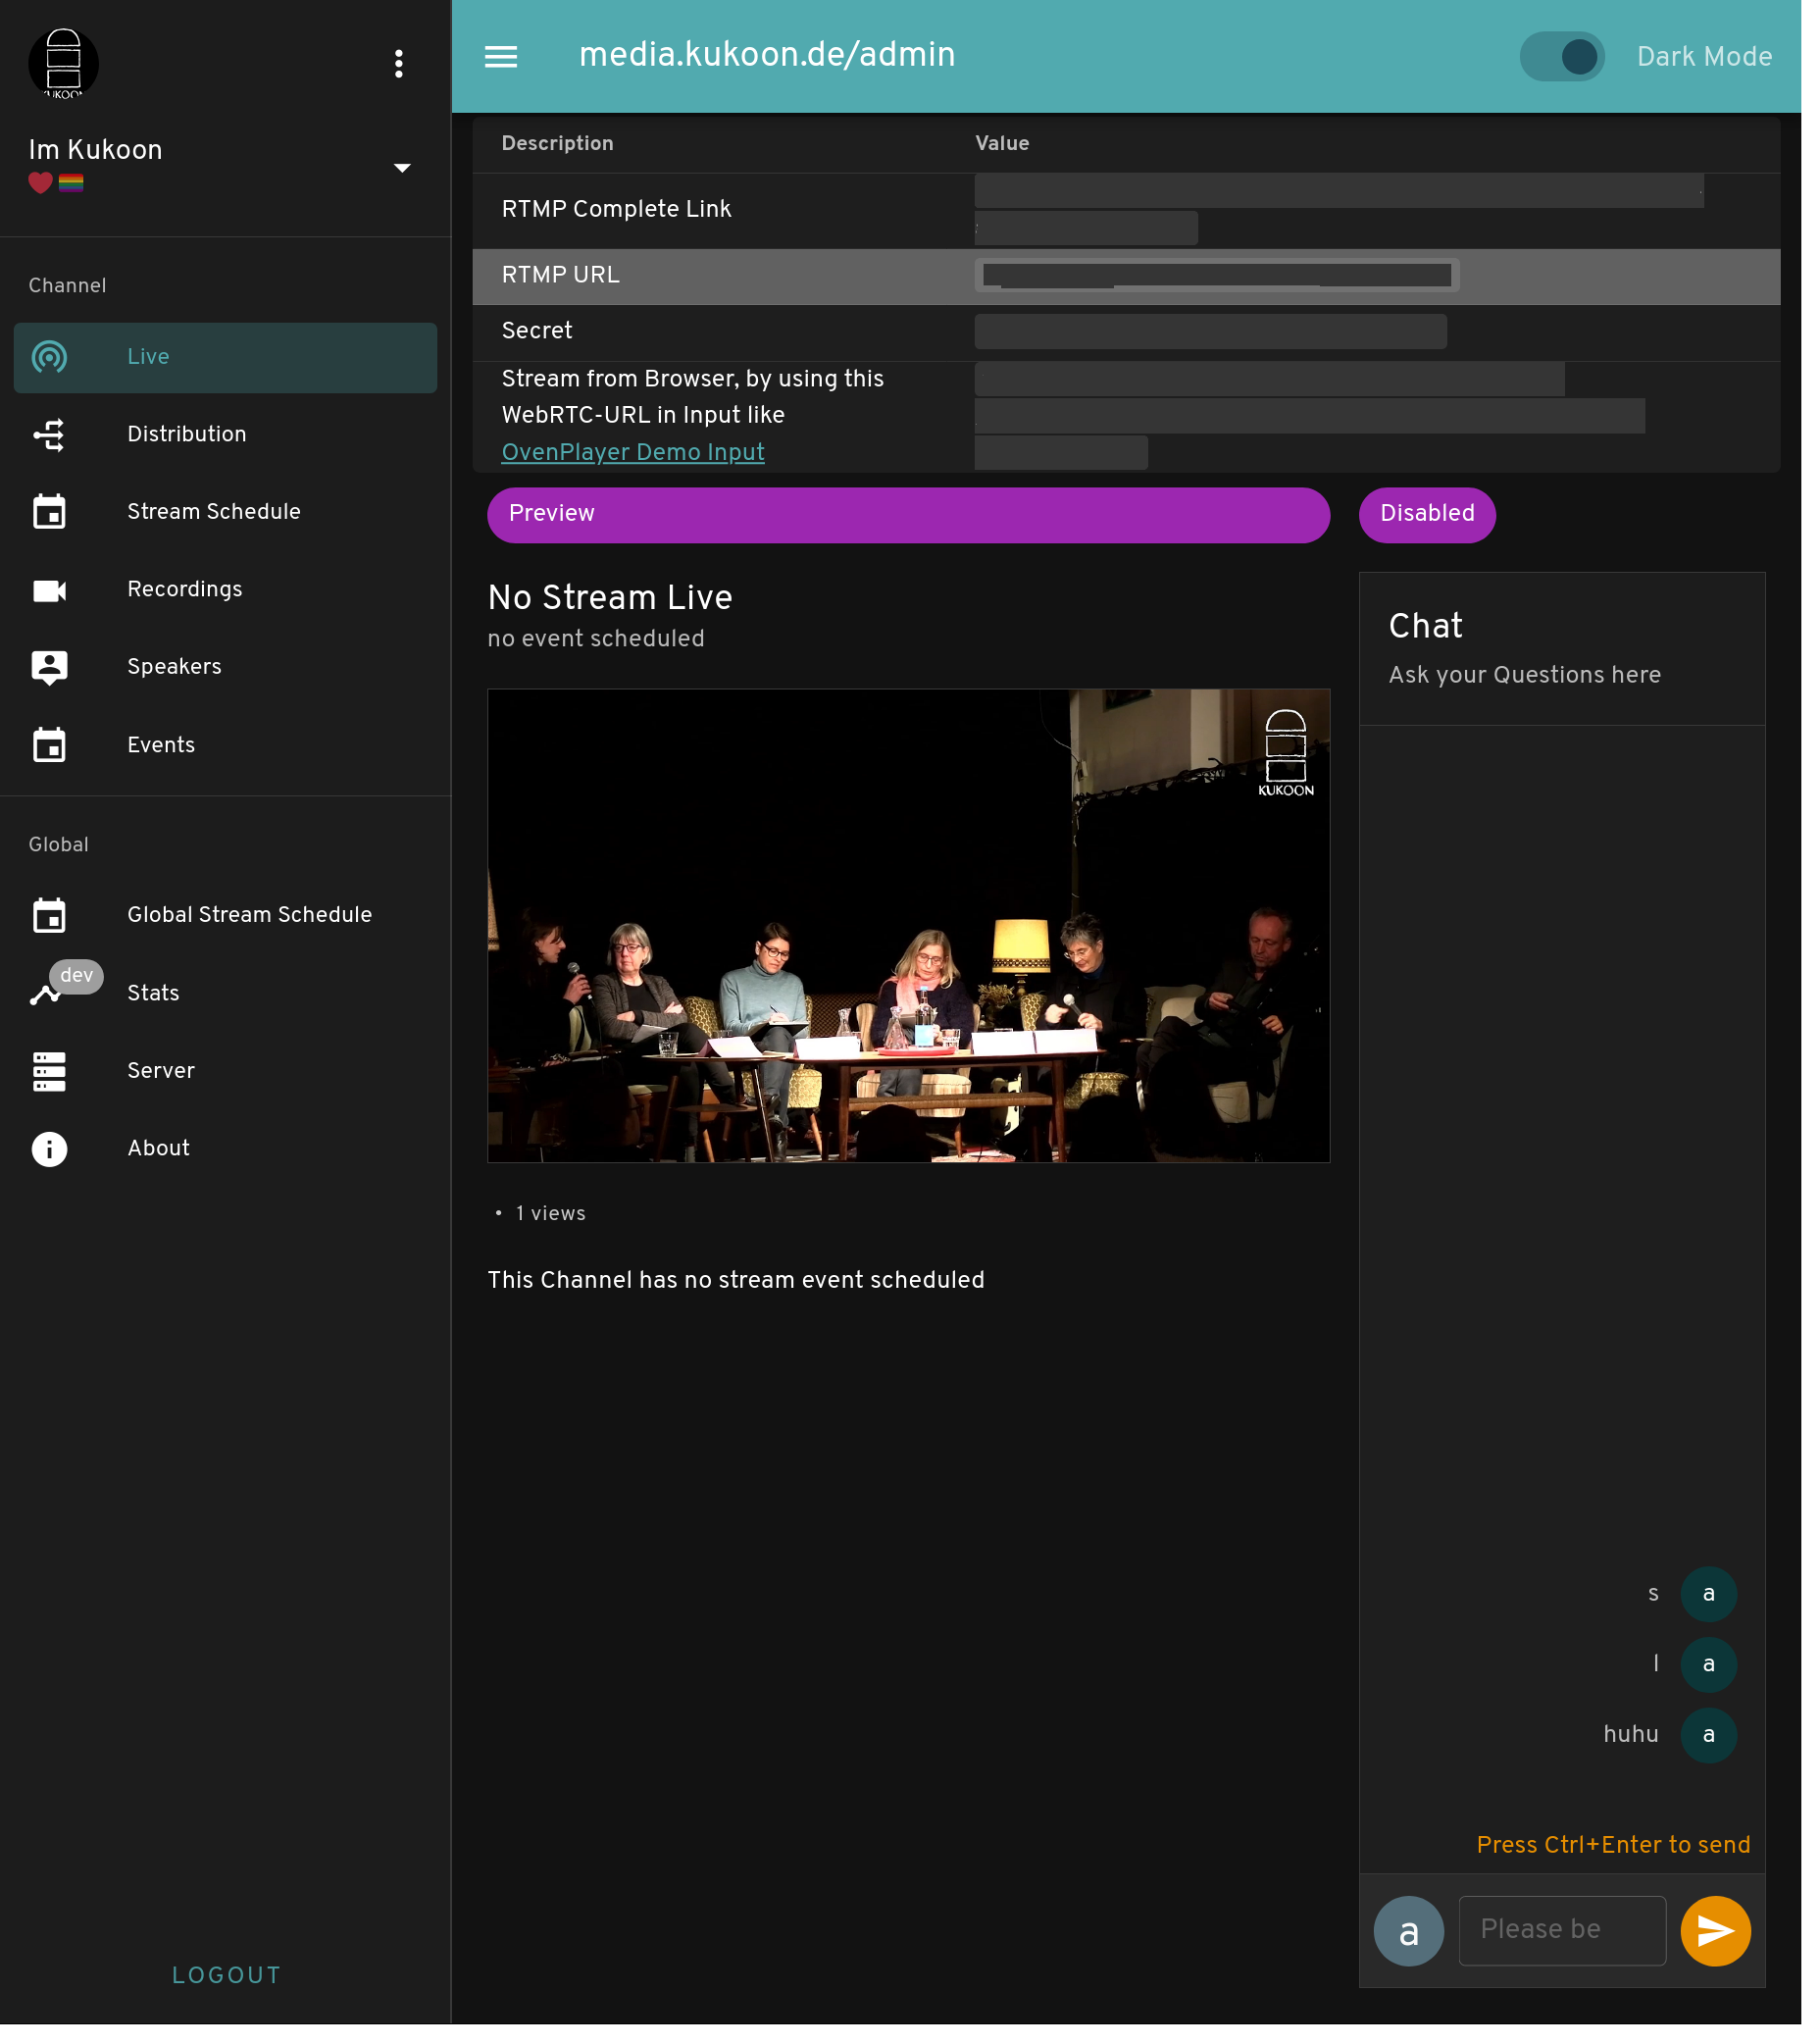 KUKOON
Im Kukoon
Channel
Live
Distribution
Stream Schedule
Recordings
Speakers
Events
Global
Global Stream Schedule
dev
Stats
Server
About
LOGOUT
media.kukoon.de/admin
Dark Mode
Description Value
RTMP Complete Link
RTMP URL
Secret
Stream from Browser, by using this
WebRTC-URL in Input like
OvenPlayer Demo Input
Preview
Disabled
No Stream Live
no event scheduled
KUKOON
• 1 views
This Channel has no stream event scheduled
Chat
Ask your Questions here
s a
l a
huhu a
Press Ctrl+Enter to send
a Please be